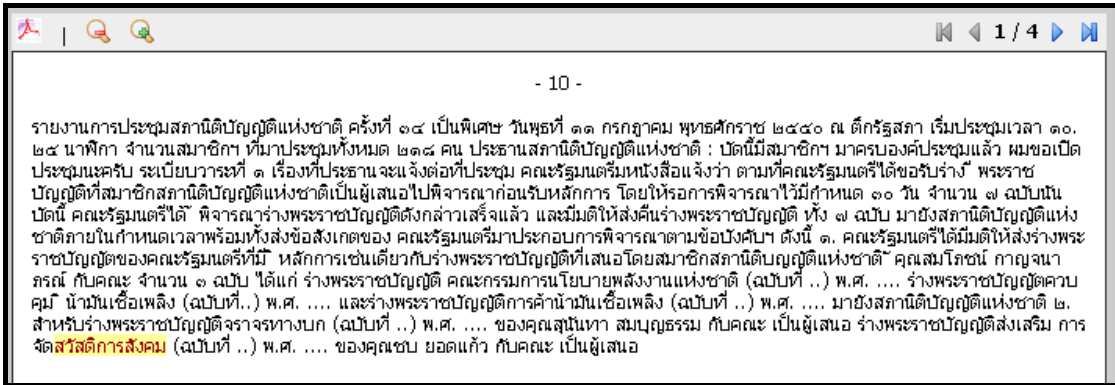 | 1 / 4
- 10 -
รายงานการประชุมสภานิติบัญญัติแห่งชาติ ครั้งที่ ๓๔ เป็นพิเศษ วันพุธที่ ๑๑ กรกฎาคม พุทธศักราช ๒๕๕๐ ณ ตึกรัฐสภา เริ่มประชุมเวลา ๑๐.
๒๕ นาฬิกา จำนวนสมาชิกฯ ที่มาประชุมทั้งหมด ๒๑๘ คน ประธานสภานิติบัญญัติแห่งชาติ : บัดนี้มีสมาชิกฯ มาครบองค์ประชุมแล้ว ผมขอเปิด
ประชุมนะครับ ระเบียบวาระที่ ๑ เรื่องที่ประธานจะแจ้งต่อที่ประชุม คณะรัฐมนตรีมหนังสือแจ้งว่า ตามที่คณะรัฐมนตรีได้ขอรับร่าง ่ พระราช
บัญญัติที่สมาชิกสภานิติบัญญัติแห่งชาติเป็นผู้เสนอไปพิจารณาก่อนรับหลักการ โดยให้รอการพิจารณาไว้มีกำหนด ๓๐ วัน จำนวน ๗ ฉบับนัน
บัดนี้ คณะรัฐมนตรีได้ ้ พิจารณาร่างพระราชบัญญัติดังกล่าวเสร็จแล้ว และมีมติให้ส่งคืนร่างพระราชบัญญัติ ทั้ง ๗ ฉบับ มายังสภานิติบัญญัติแห่ง
ชาติภายในกำหนดเวลาพร้อมทั้งส่งข้อสังเกตของ คณะรัฐมนตรีมาประกอบการพิจารณาตามข้อบังคับฯ ดังนี้ ๑. คณะรัฐมนตรีได้มีมติให้ส่งร่างพระ
ราชบัญญัตของคณะรัฐมนตรีที่มี ิ หลักการเช่นเดียวกับร่างพระราชบัญญัติที่เสนอโดยสมาชิกสภานิติบญญัติแห่งชาติ ั คุณสมโภชน์ กาญจนา
ภรณ์ กับคณะ จำนวน ๓ ฉบับ ได้แก่ ร่างพระราชบัญญัติ คณะกรรมการนโยบายพลังงานแห่งชาติ (ฉบับที่ ..) พ.ศ. .... ร่างพระราชบัญญัตควบ
คุม ิ น้ามันเชื้อเพลิง (ฉบับที่..) พ.ศ. .... และร่างพระราชบัญญัติการค้าน้ามันเชื้อเพลิง (ฉบับที่ ..) พ.ศ. .... มายังสภานิติบัญญัติแห่งชาติ ๒.
สำหรับร่างพระราชบัญญัติจราจรทางบก (ฉบับที่ ..) พ.ศ. .... ของคุณสุนันทา สมบุญธรรม กับคณะ เป็นผู้เสนอ ร่างพระราชบัญญัติส่งเสริม การ
จัดสวัสดิการสังคม (ฉบับที่ ..) พ.ศ. .... ของคุณชบ ยอดแก้ว กับคณะ เป็นผู้เสนอ